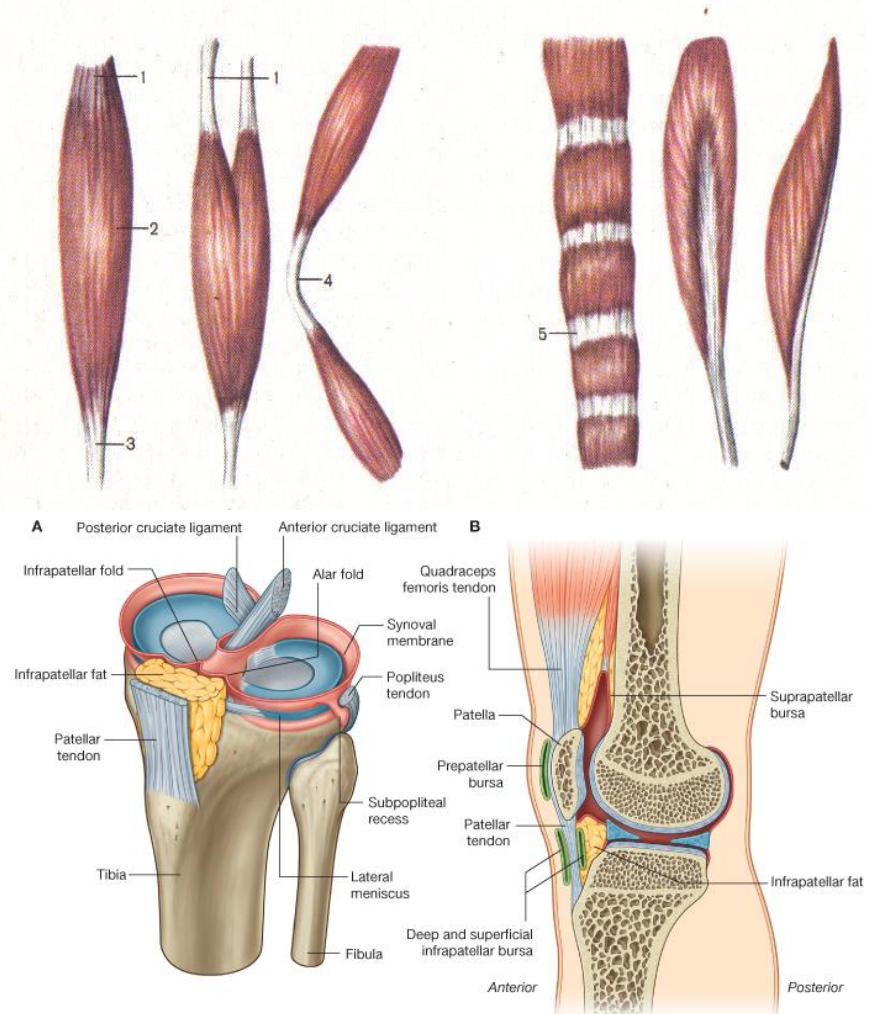 1
1
2
4
5
3
A
Posterior cruciate ligament
Anterior cruciate ligament
Infrapatellar fold
Alar fold
Synoval
membrane
Infrapatellar fat
Popliteus
tendon
Patellar
tendon
Subpopliteal
recess
Tibia
Lateral
meniscus
Fibula
B
Quadraceps
femoris tendon
Suprapatellar
bursa
Patella
Prepatellar
bursa
Patellar
tendon
Infrapatellar fat
Deep and superficial
infrapatellar bursa
Anterior
Posterior